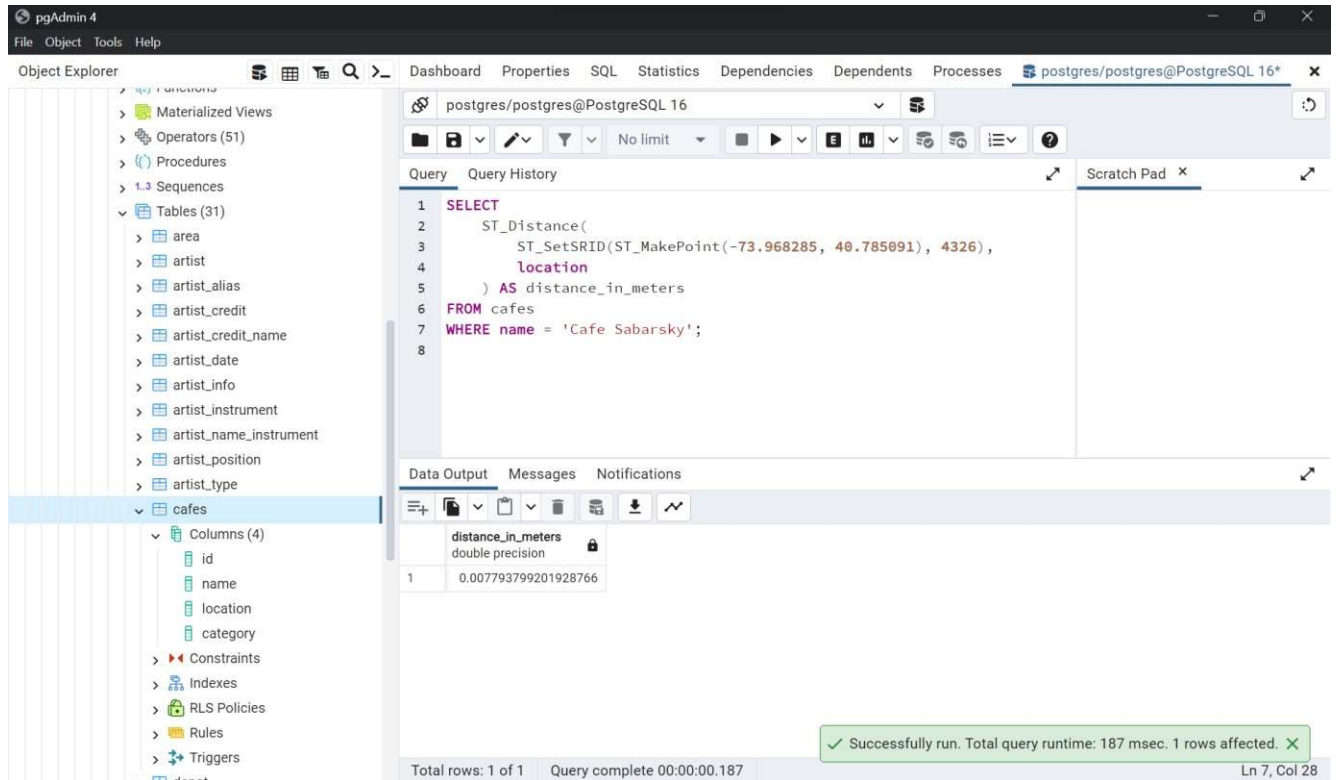 pgAdmin 4
File Object Tools Help
Object Explorer
Dashboard Properties SQL Statistics Dependencies Dependents Processes postgres/postgres@PostgreSQL 16*
Materialized Views
Operators (51)
Procedures
1..3 Sequences
Tables (31)
area
artist
artist_alias
artist_credit
artist_credit_name
artist_date
artist_info
artist_instrument
artist_name_instrument
artist_position
artist_type
cafes
Columns (4)
id
name
location
category
Constraints
Indexes
RLS Policies
Rules
Triggers
postgres/postgres@PostgreSQL 16
No limit
E
Query Query History
Scratch Pad
1 SELECT
2 ST_Distance(
3 ST_SetSRID(ST_MakePoint(-73.968285, 40.785091), 4326),
4 location
5 ) AS distance_in_meters
6 FROM cafes
7 WHERE name = 'Cafe Sabarsky';
8
Data Output Messages Notifications
distance_in_meters
double precision
1 0.007793799201928766
Successfully run. Total query runtime: 187 msec. 1 rows affected.
Total rows: 1 of 1 Query complete 00:00:00.187 Ln 7, Col 28